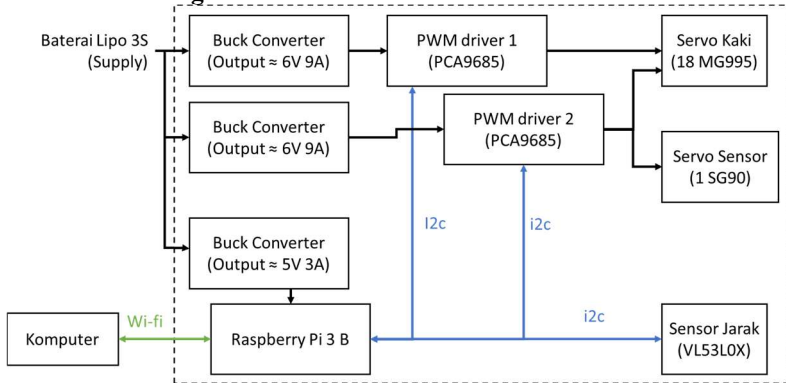 Baterai Lipo 3S
(Supply)
Buck Converter
(Output ≈ 6V 9A)
PWM driver 1
(PCA9685)
Servo Kaki
(18 MG995)
Buck Converter
(Output ≈ 6V 9A)
PWM driver 2
(PCA9685)
Servo Sensor
(1 SG90)
Buck Converter
(Output ≈ 5V 3A)
I2c
i2c
Komputer
Wi-fi
Raspberry Pi 3 B
i2c
Sensor Jarak
(VL53L0X)